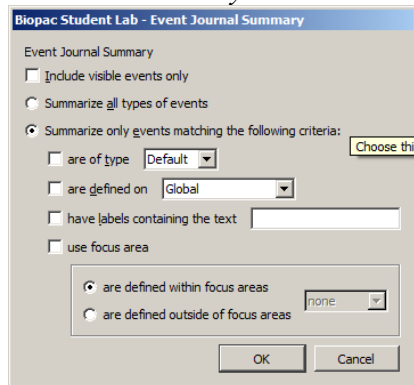 Biopac Student Lab - Event Journal Summary
Event Journal Summary
Include visible events only
Summarize all types of events
Summarize only events matching the following criteria:
Choose thi
are of type Default
are defined on Global
have labels containing the text
use focus area
are defined within focus areas
none
are defined outside of focus areas
OK Cancel